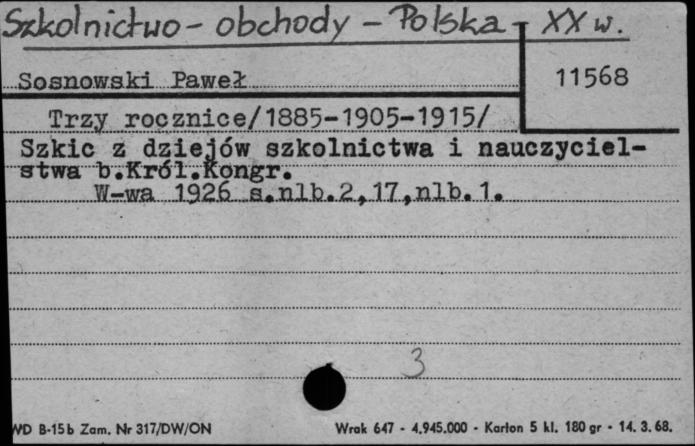 Szkolnictwo - obchody - Polska - XX w.
Sosnowski Paweł
11568
Trzy rocznice/1885-1905-1915/
Szkic z dziejów szkolnictwa i nauczyciel-
stwa b.Król.Kongr.
W-wa 1926 s.nlb.2,17,nlb.1.
3
WD B-15b Zam. Nr 317/DW/ON
Wrak 647 - 4.945.000 - Karton 5 kl. 180 gr - 14. 3. 68.